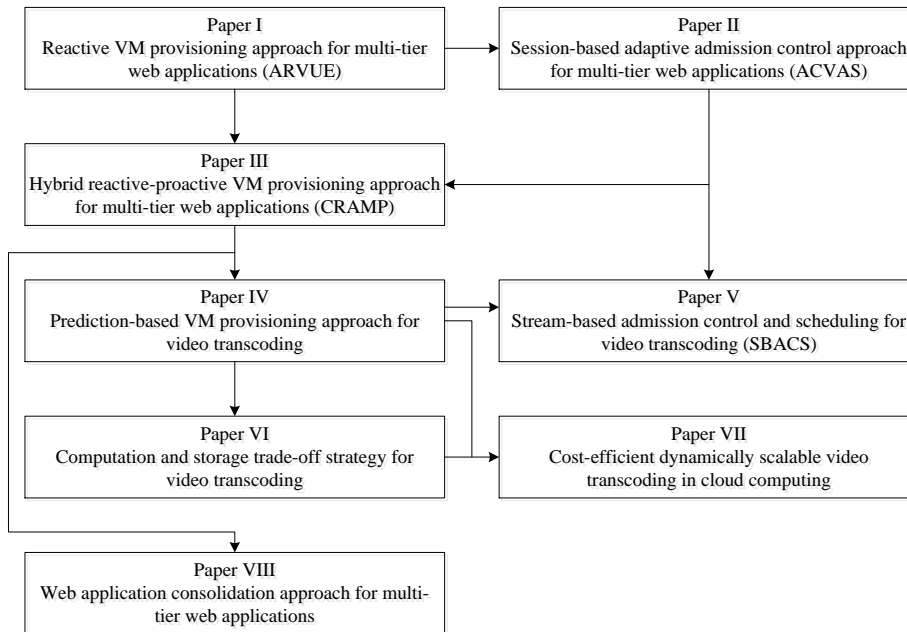 Paper I
Reactive VM provisioning approach for multi-tier
web applications (ARVUE)
Paper II
Session-based adaptive admission control approach
for multi-tier web applications (ACVAS)
Paper III
Hybrid reactive-proactive VM provisioning approach
for multi-tier web applications (CRAMP)
Paper IV
Prediction-based VM provisioning approach for
video transcoding
Paper V
Stream-based admission control and scheduling for
video transcoding (SBACS)
Paper VI
Computation and storage trade-off strategy for
video transcoding
Paper VII
Cost-efficient dynamically scalable video
transcoding in cloud computing
Paper VIII
Web application consolidation approach for multi-
tier web applications